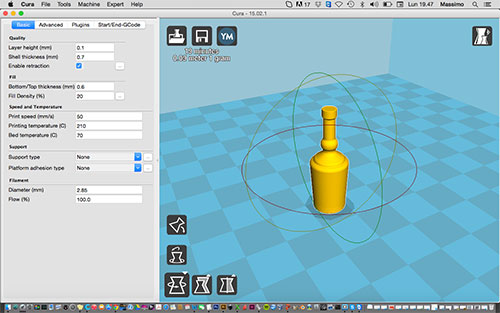 Cura File Tools Machine Expert Help
17
Lun 19.47 Massimo
Cura - 15.02.1
Basic Advanced Plugins Start/End-GCode
Quality
Layer height (mm) 0.1
Shell thickness (mm) 0.7
Enable retraction ...
Fill
Bottom/Top thickness (mm) 0.6
Fill Density (%) 20 ...
Speed and Temperature
Print speed (mm/s) 50
Printing temperature (C) 210
Bed temperature (C) 70
Support
Support type None ...
Platform adhesion type None ...
Filament
Diameter (mm) 2.85
Flow (%) 100.0
YM
13 minutes
0.03 meter 1 gram